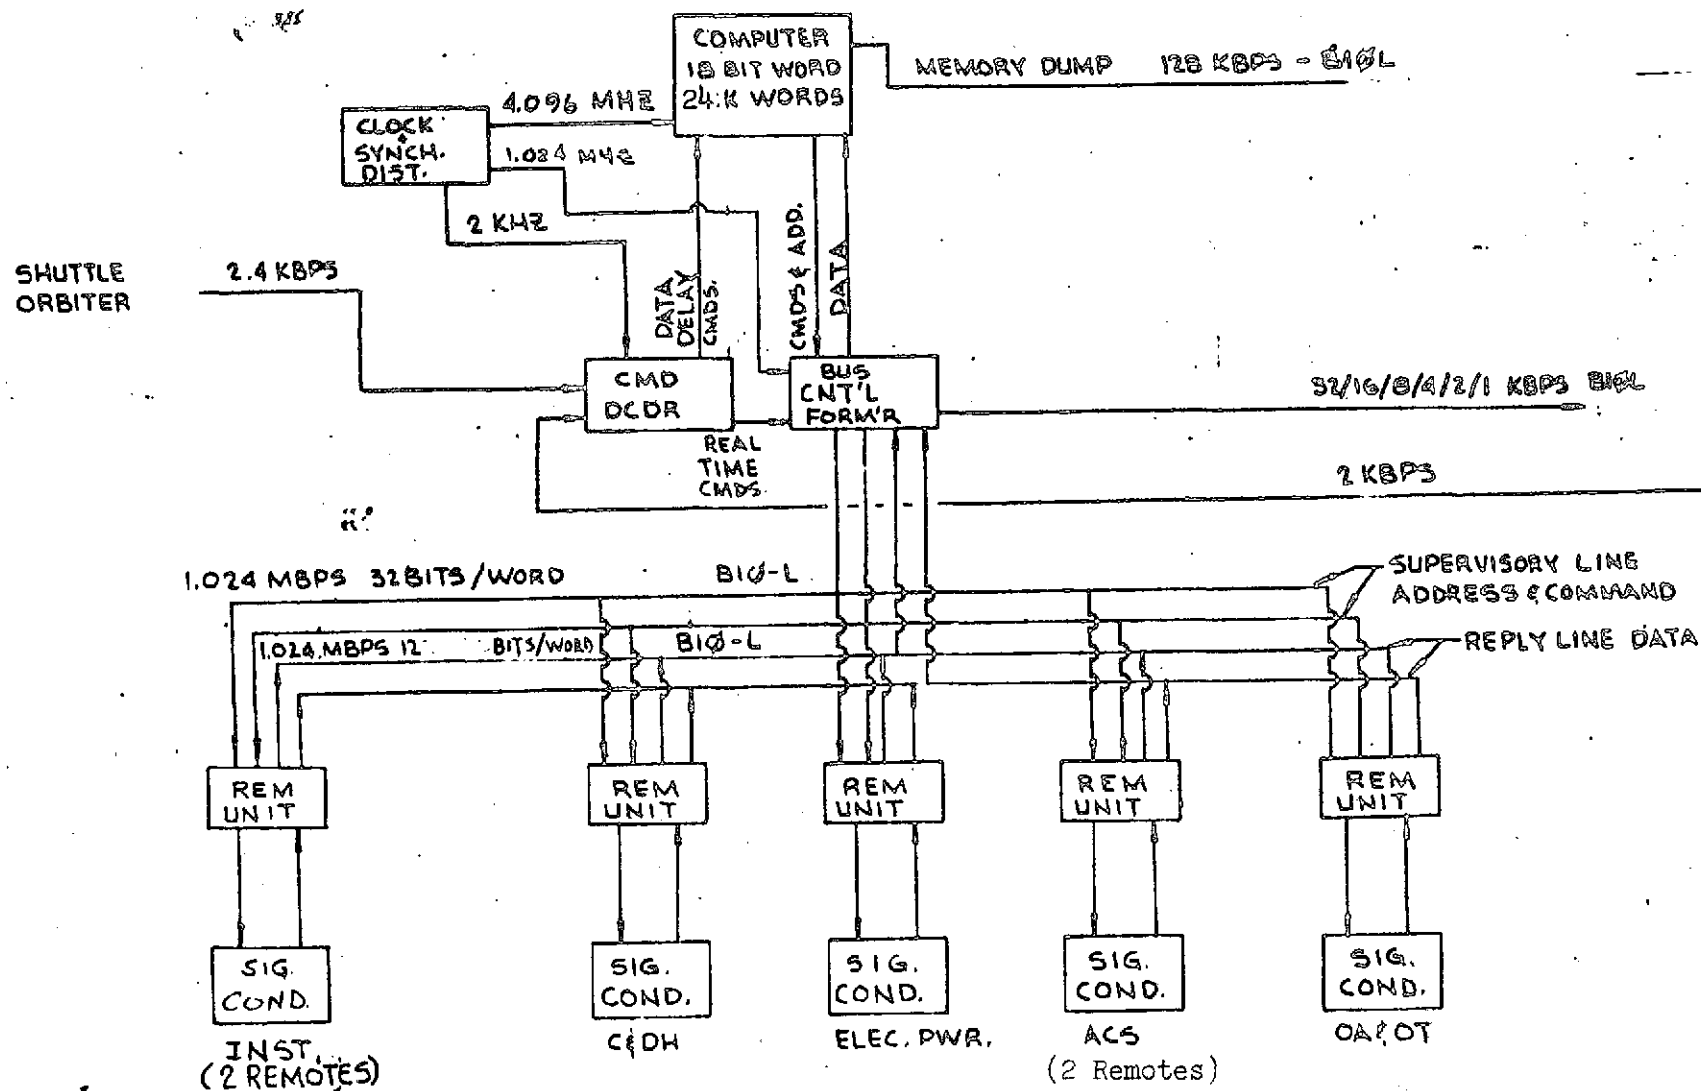 COMPUTER
18 BIT WORD
24 K WORDS
MEMORY DUMP 128 KBPS - BIØL
4.096 MHZ
CLOCK
&
SYNCH.
DIST.
1.024 MHZ
2 KHZ
SHUTTLE
ORBITER
2.4 KBPS
DATA
DELAY
CMDS.
CMDS & ADD.
DATA
CMD
DCDR
BUS
CNT'L
FORM'R
32/16/8/4/2/1 KBPS BIØL
REAL
TIME
CMDS.
2 KBPS
1.024 MBPS 32BITS/WORD BIØ-L
SUPERVISORY LINE
ADDRESS & COMMAND
1.024 MBPS 12 BITS/WORD BIØ-L
REPLY LINE DATA
REM
UNIT
REM
UNIT
REM
UNIT
REM
UNIT
REM
UNIT
SIG.
COND.
SIG.
COND.
SIG.
COND.
SIG.
COND.
SIG.
COND.
INST.
(2 REMOTES)
C&DH
ELEC. PWR.
ACS
(2 Remotes)
OA&OT